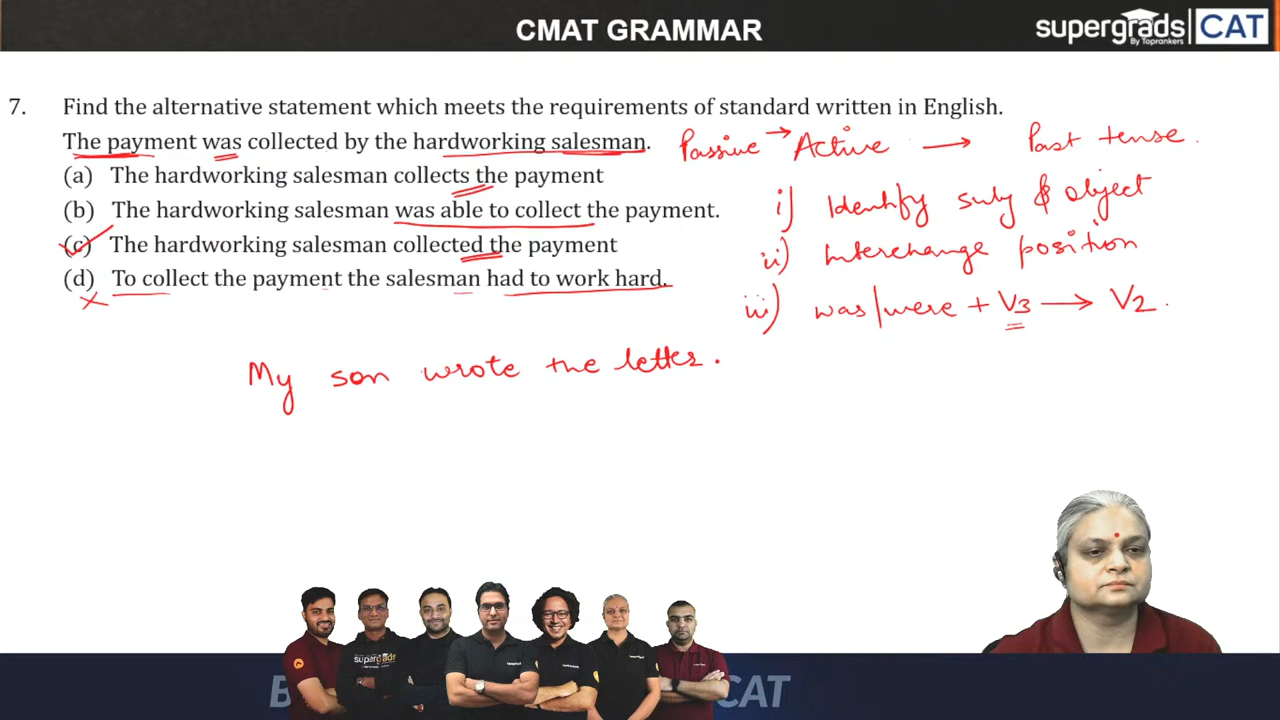 CMAT GRAMMAR
supergrads CAT
By Toprankers
7. Find the alternative statement which meets the requirements of standard written in English.
The payment was collected by the hardworking salesman. Passive → Active → Past tense.
(a) The hardworking salesman collects the payment
(b) The hardworking salesman was able to collect the payment.
(c) The hardworking salesman collected the payment
(d) To collect the payment the salesman had to work hard.
i) Identify subj & object
ii) Interchange position
iii) was/were + V3 → V2.
My son wrote the letter.
supergrads
B CAT